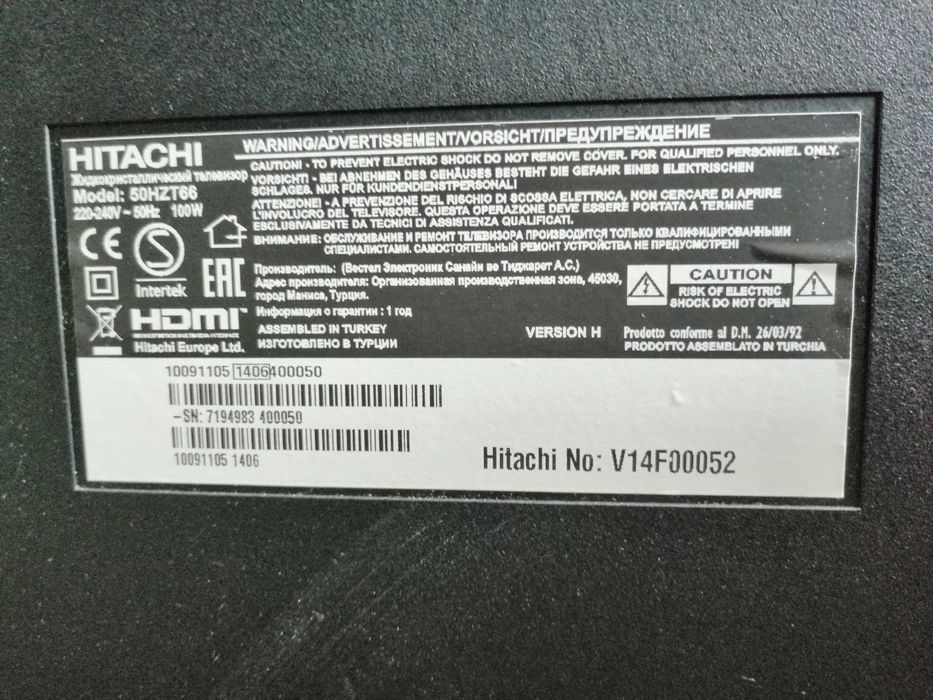 HITACHI
Жидкокристаллический телевизор
Model: 50HZT66
220-240V ~ 50Hz 100W
WARNING/ADVERTISSEMENT/VORSICHT/ПРЕДУПРЕЖДЕНИЕ
CAUTION! - TO PREVENT ELECTRIC SHOCK DO NOT REMOVE COVER. FOR QUALIFIED PERSONNEL ONLY.
VORSICHT! - BEI ABNEHMEN DES GEHÄUSES BESTEHT DIE GEFAHR EINES ELEKTRISCHEN
SCHLAGES. NUR FÜR KUNDENDIENSTPERSONAL!
ATTENZIONE! - A PREVENZIONE DEL RISCHIO DI SCOSSA ELETTRICA, NON CERCARE DI APRIRE
L'INVOLUCRO DEL TELEVISORE. QUESTA OPERAZIONE DEVE ESSERE PORTATA A TERMINE
ESCLUSIVAMENTE DA TECNICI DI ASSISTENZA QUALIFICATI.
ВНИМАНИЕ: ОБСЛУЖИВАНИЕ И РЕМОНТ ТЕЛЕВИЗОРА ПРОИЗВОДИТСЯ ТОЛЬКО КВАЛИФИЦИРОВАННЫМИ
СПЕЦИАЛИСТАМИ. САМОСТОЯТЕЛЬНЫЙ РЕМОНТ УСТРОЙСТВА НЕ ПРЕДУСМОТРЕН!
CE
S
Intertek
EAC
HDMI
HIGH-DEFINITION MULTIMEDIA INTERFACE
Hitachi Europe Ltd.
Производитель: (Вестел Электроник Санайи ве Тиджарет А.С.)
Адрес производителя: Организованная производственная зона, 45030,
город Маниса, Турция.
Информация о гарантии : 1 год
ASSEMBLED IN TURKEY
ИЗГОТОВЛЕНО В ТУРЦИИ
VERSION H
CAUTION
RISK OF ELECTRIC
SHOCK DO NOT OPEN
Prodotto conforme al D.M. 26/03/92
PRODOTTO ASSEMBLATO IN TURCHIA
10091105 1406 400050
-SN: 7194983 400050
10091105 1406
Hitachi No: V14F00052